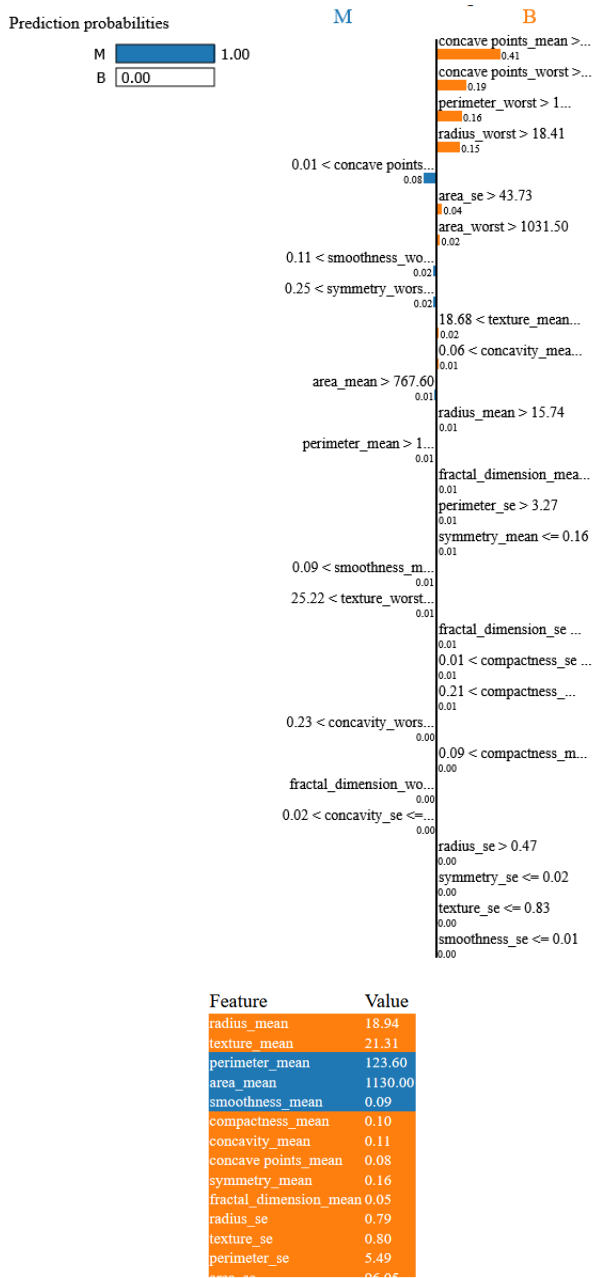 Prediction probabilities
M 1.00
B 0.00
M B
concave points_mean >...
0.41
concave points_worst >...
0.19
perimeter_worst > 1...
0.16
radius_worst > 18.41
0.15
0.01 < concave points...
0.08
area_se > 43.73
0.04
area_worst > 1031.50
0.02
0.11 < smoothness_wo...
0.02
0.25 < symmetry_wors...
0.02
18.68 < texture_mean...
0.02
0.06 < concavity_mea...
0.01
area_mean > 767.60
0.01
radius_mean > 15.74
0.01
perimeter_mean > 1...
0.01
fractal_dimension_mea...
0.01
perimeter_se > 3.27
0.01
symmetry_mean <= 0.16
0.01
0.09 < smoothness_m...
0.01
25.22 < texture_worst...
0.01
fractal_dimension_se ...
0.01
0.01 < compactness_se ...
0.01
0.21 < compactness_...
0.01
0.23 < concavity_wors...
0.00
0.09 < compactness_m...
0.00
fractal_dimension_wo...
0.00
0.02 < concavity_se <=...
0.00
radius_se > 0.47
0.00
symmetry_se <= 0.02
0.00
texture_se <= 0.83
0.00
smoothness_se <= 0.01
0.00
Feature Value
radius_mean 18.94
texture_mean 21.31
perimeter_mean 123.60
area_mean 1130.00
smoothness_mean 0.09
compactness_mean 0.10
concavity_mean 0.11
concave points_mean 0.08
symmetry_mean 0.16
fractal_dimension_mean 0.05
radius_se 0.79
texture_se 0.80
perimeter_se 5.49